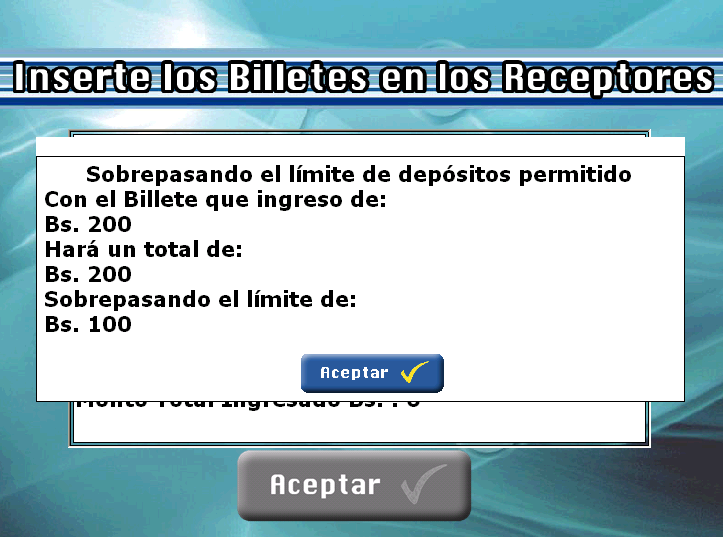 Inserte los Billetes en los Receptores
Sobrepasando el límite de depósitos permitido
Con el Billete que ingreso de:
Bs. 200
Hará un total de:
Bs. 200
Sobrepasando el límite de:
Bs. 100
Aceptar
Monto Total Ingresado Bs. : 0
Aceptar